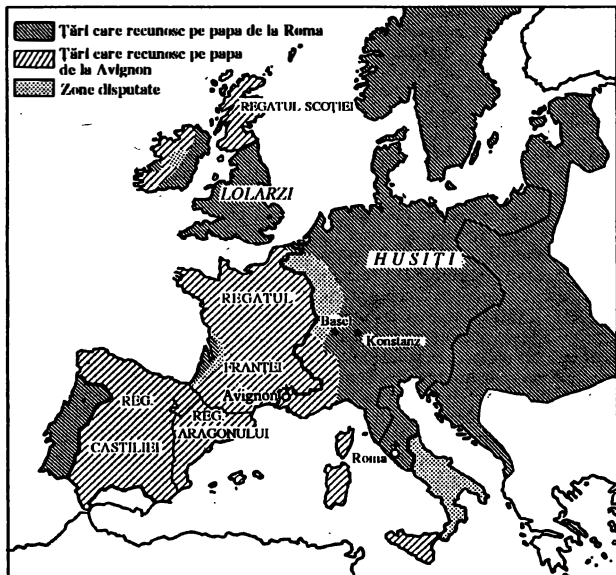 Țări care recunosc pe papa de la Roma
Țări care recunosc pe papa
de la Avignon
Zone disputate
REGATUL SCOȚIEI
LOLARZI
HUSIȚI
REGATUL
Basc
Konstanz
FRANȚEI
Avignon
REG.
REG.
ARAGONULUI
CASTILIEI
Roma